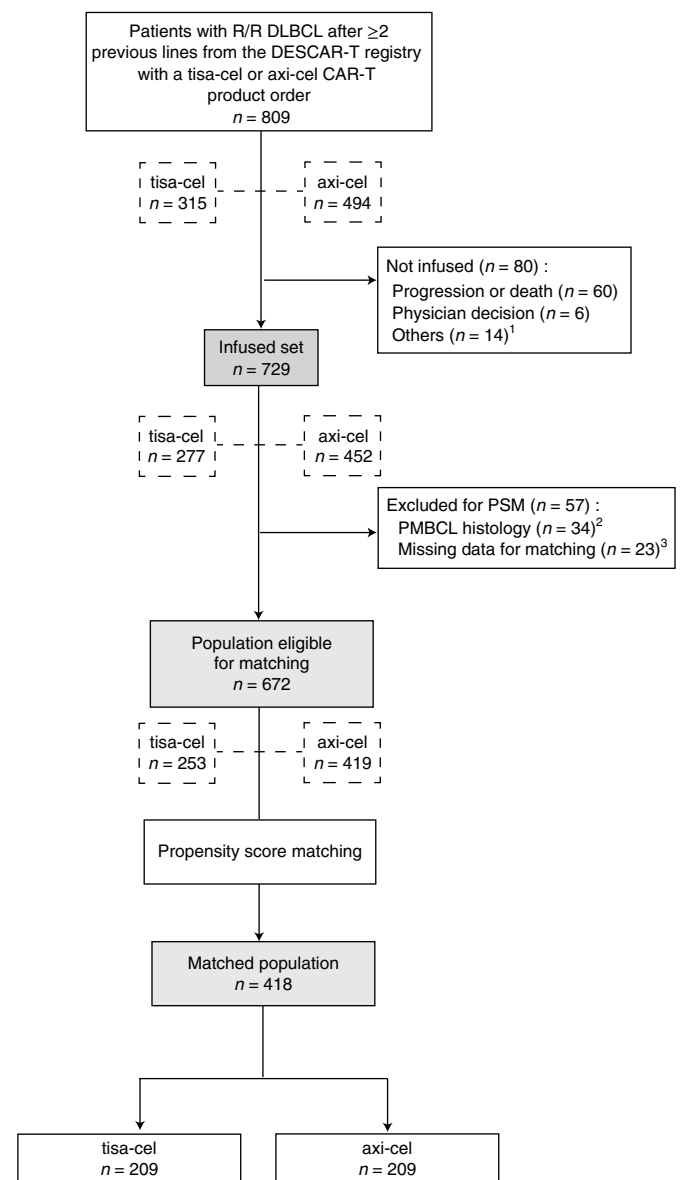 Patients with R/R DLBCL after ≥2
previous lines from the DESCAR-T registry
with a tisa-cel or axi-cel CAR-T
product order
n = 809
tisa-cel
n = 315
axi-cel
n = 494
Not infused (n = 80) :
Progression or death (n = 60)
Physician decision (n = 6)
Others (n = 14)¹
Infused set
n = 729
tisa-cel
n = 277
axi-cel
n = 452
Excluded for PSM (n = 57) :
PMBCL histology (n = 34)²
Missing data for matching (n = 23)³
Population eligible
for matching
n = 672
tisa-cel
n = 253
axi-cel
n = 419
Propensity score matching
Matched population
n = 418
tisa-cel
n = 209
axi-cel
n = 209